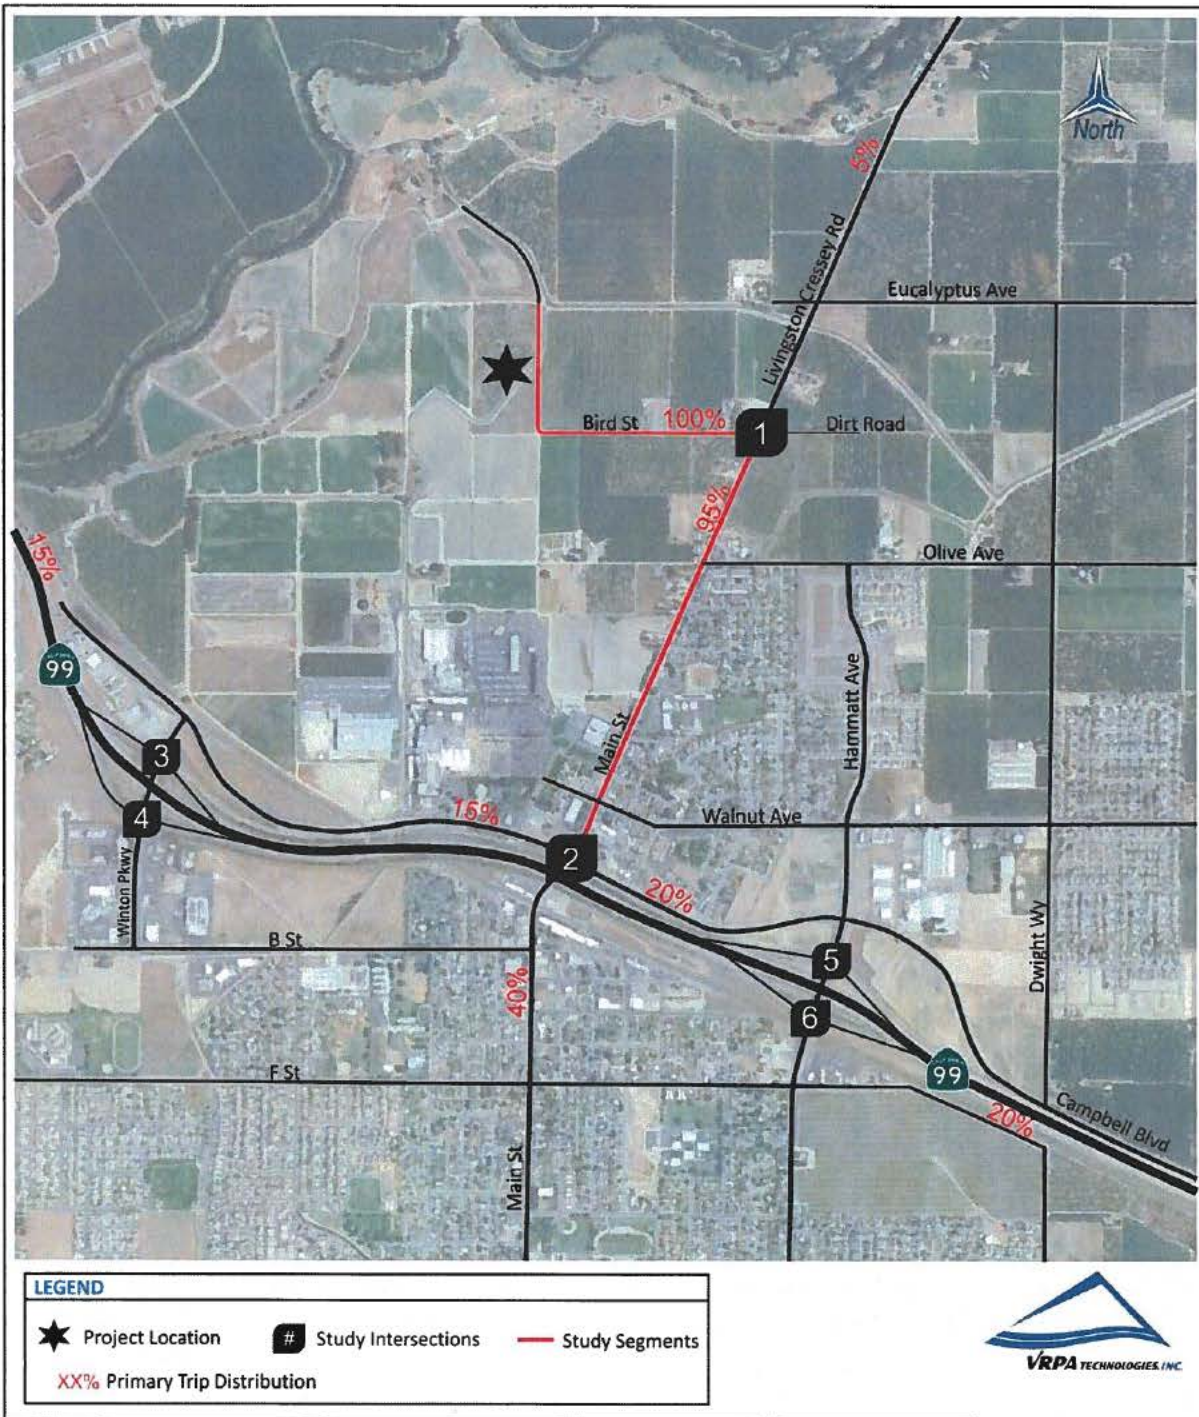 North
5%
Livingston Cressey Rd
Eucalyptus Ave
Bird St
100%
1
Dirt Road
95%
15%
Olive Ave
99
Hammatt Ave
Main St
3
4
15%
Walnut Ave
2
20%
Winton Pkwy
B St
40%
5
Dwight Wy
6
F St
99
20%
Campbell Blvd
Main St
LEGEND
Project Location
# Study Intersections
Study Segments
XX% Primary Trip Distribution
VRPA TECHNOLOGIES, INC.